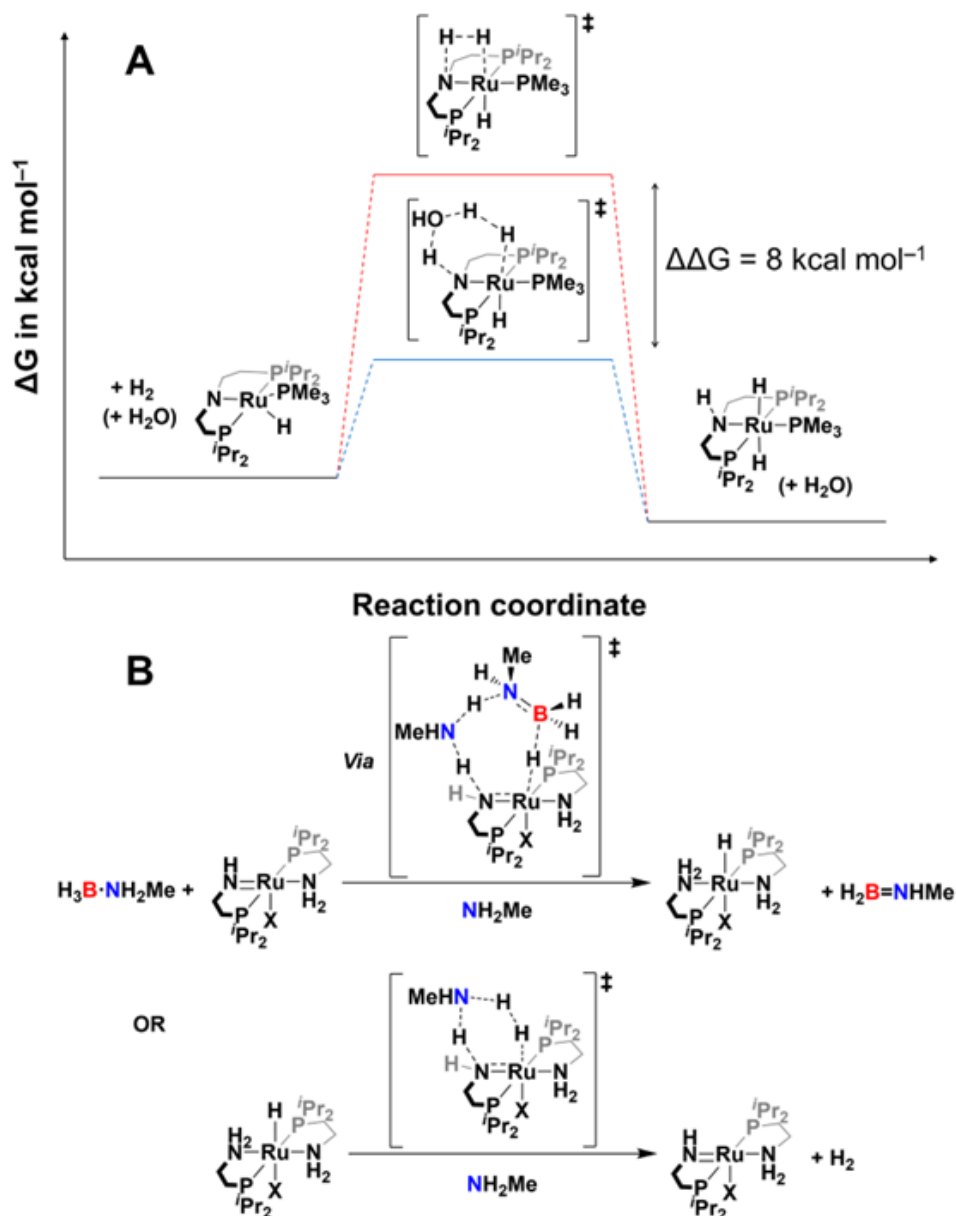 A
ΔG in kcal mol⁻¹
H--H
PⁱPr₂
N–Ru–PMe₃
H
P
ⁱPr₂
‡
HO
H
H
H
PⁱPr₂
N–Ru–PMe₃
H
P
ⁱPr₂
‡
ΔΔG = 8 kcal mol⁻¹
+ H₂
(+ H₂O)
PⁱPr₂
N–Ru
PMe₃
H
P
ⁱPr₂
H
H
PⁱPr₂
N–Ru–PMe₃
P
H
ⁱPr₂
(+ H₂O)
Reaction coordinate
B
Via
Me
H
N
H
H
B
H
MeHN
H
H
ⁱPr₂
P
H
N
Ru
N
H₂
P
X
ⁱPr₂
‡
H₃B·NH₂Me +
ⁱPr₂
H
P
N=Ru–N
H₂
P
X
ⁱPr₂
NH₂Me
ⁱPr₂
H
P
H₂
N–Ru–N
H₂
P
X
ⁱPr₂
+ H₂B=NHMe
OR
MeHN
H
H
H
ⁱPr₂
P
H
N
Ru
N
H₂
P
X
ⁱPr₂
‡
ⁱPr₂
H
P
H₂
N–Ru–N
H₂
P
X
ⁱPr₂
NH₂Me
ⁱPr₂
H
P
N=Ru–N
H₂
P
X
ⁱPr₂
+ H₂